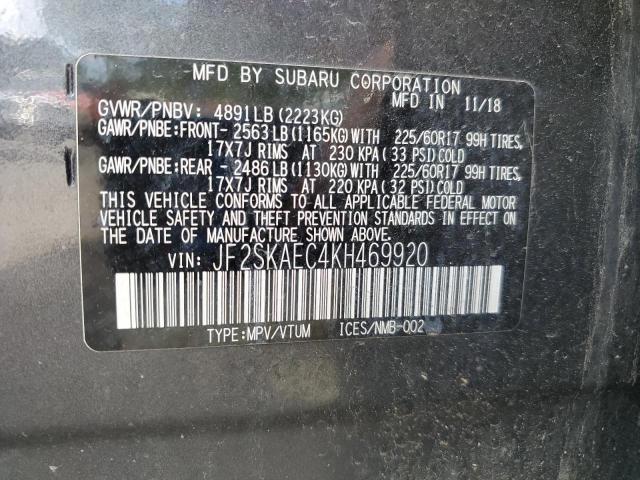 MFD BY SUBARU CORPORATION
GVWR/PNBV: 4891LB (2223KG) MFD IN 11/18
GAWR/PNBE:FRONT- 2563LB (1165KG)WITH 225/60R17 99H TIRES,
17X7J RIMS AT 230 KPA (33 PSI)COLD
GAWR/PNBE:REAR - 2486LB (1130KG)WITH 225/60R17 99H TIRES,
17X7J RIMS AT 220 KPA (32 PSI)COLD
THIS VEHICLE CONFORMS TO ALL APPLICABLE FEDERAL MOTOR
VEHICLE SAFETY AND THEFT PREVENTION STANDARDS IN EFFECT ON
THE DATE OF MANUFACTURE SHOWN ABOVE.
VIN: JF2SKAEC4KH469920
TYPE:MPV/VTUM ICES/NMB-002